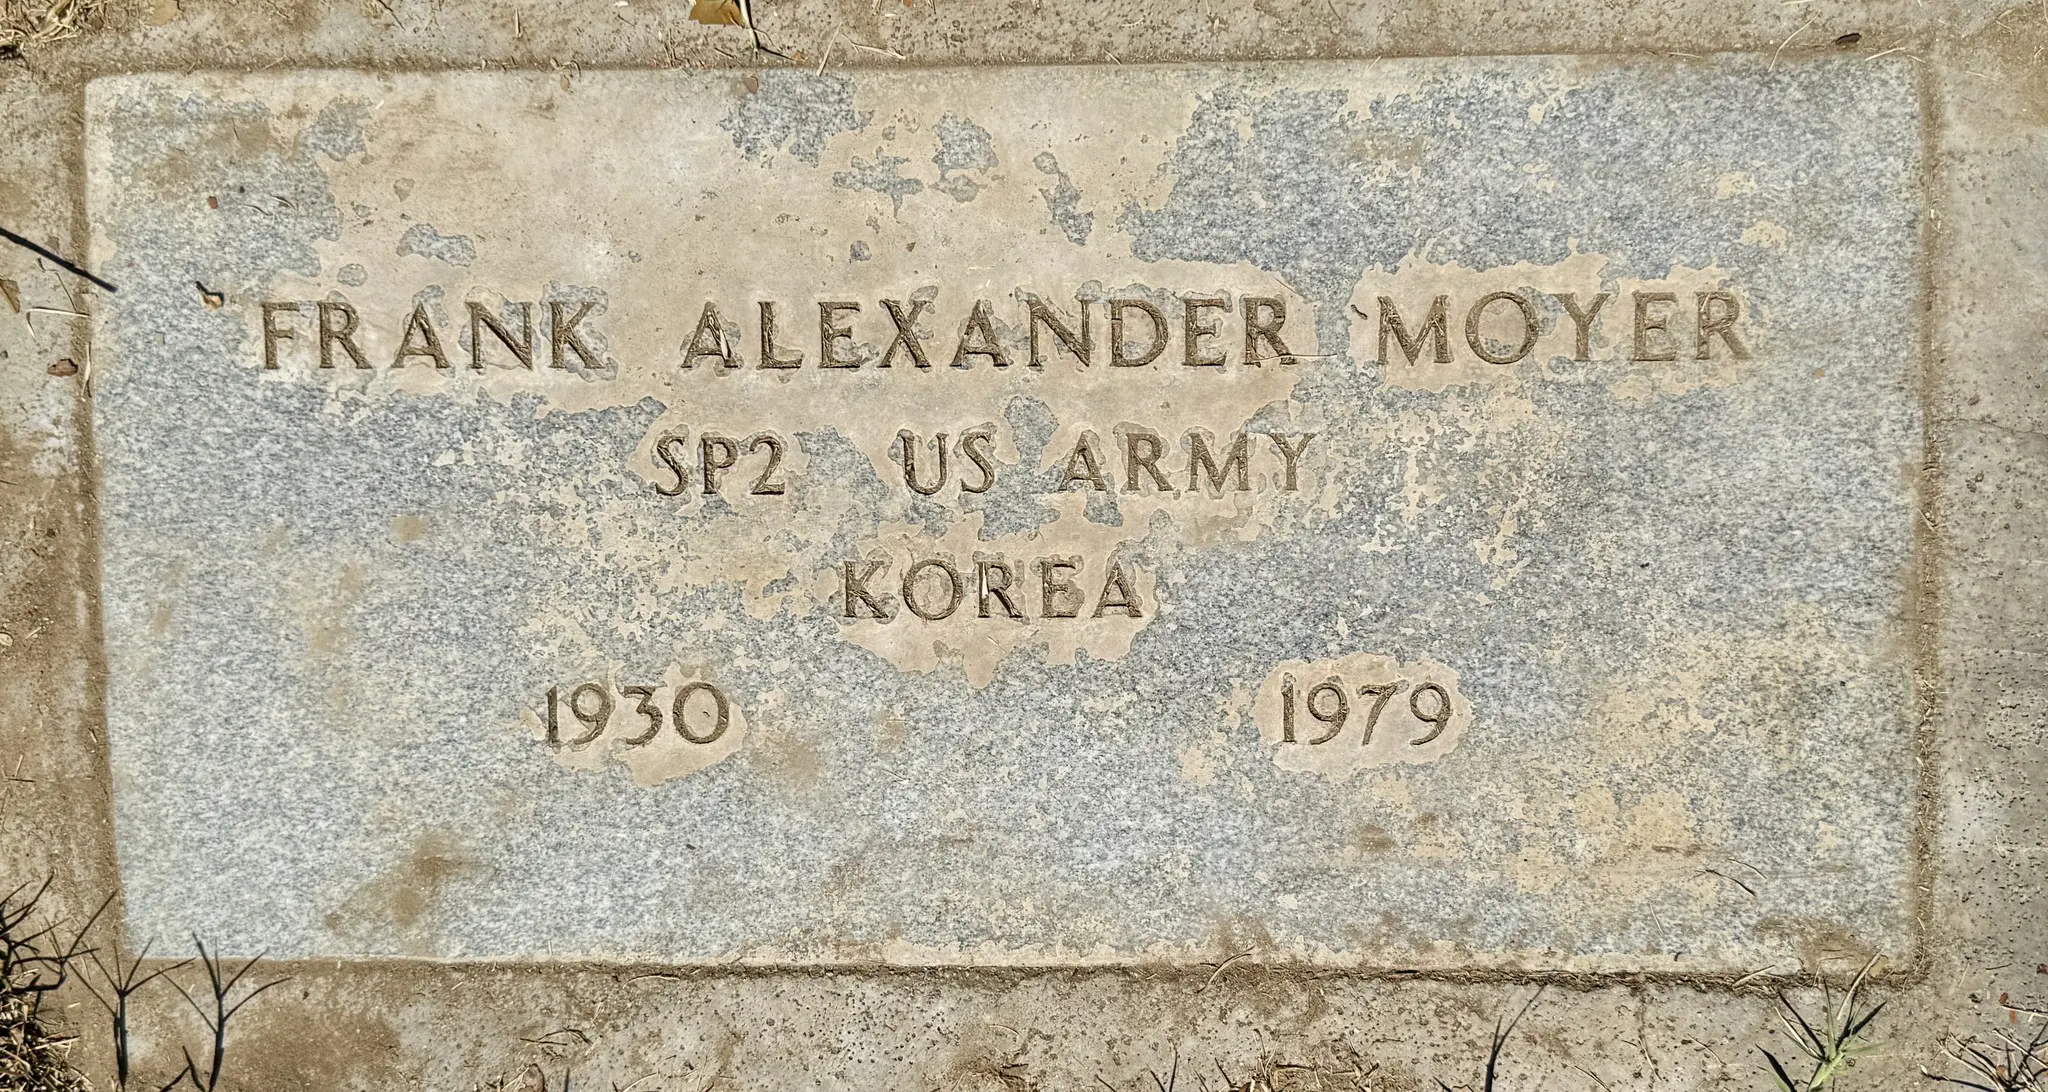 FRANK ALEXANDER MOYER
SP2 US ARMY
KOREA
1930 1979